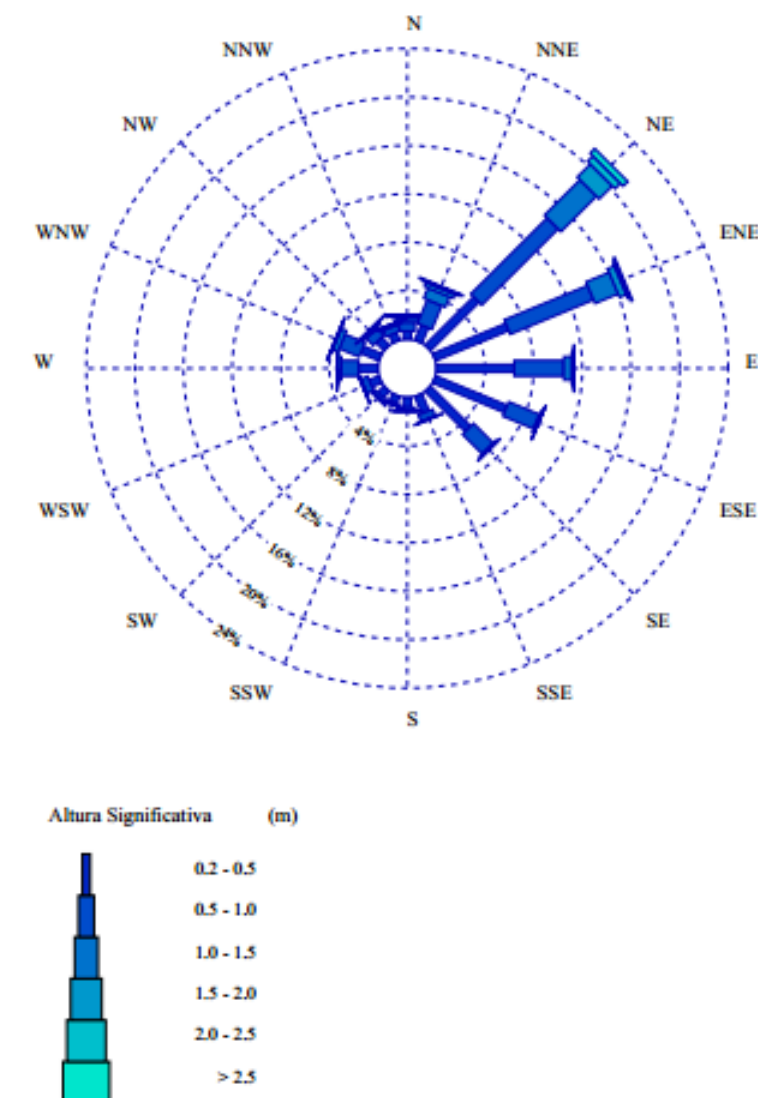 N
NNW NNE
NW NE
WNW ENE
W E
WSW ESE
4%
8%
12%
16%
20%
24%
SW SE
SSW SSE
S
Altura Significativa (m)
0.2 - 0.5
0.5 - 1.0
1.0 - 1.5
1.5 - 2.0
2.0 - 2.5
> 2.5